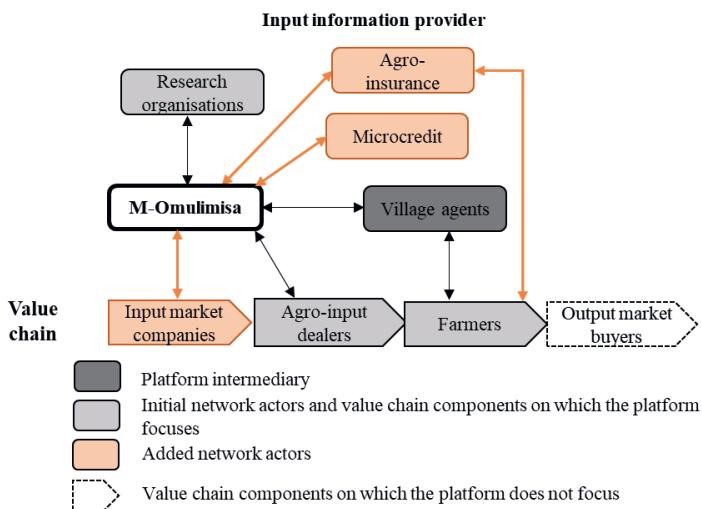 Input information provider
Research
organisations
Agro-
insurance
Microcredit
M-Omulimisa
Village agents
Value
chain
Input market
companies
Agro-input
dealers
Farmers
Output market
buyers
Platform intermediary
Initial network actors and value chain components on which the platform
focuses
Added network actors
Value chain components on which the platform does not focus